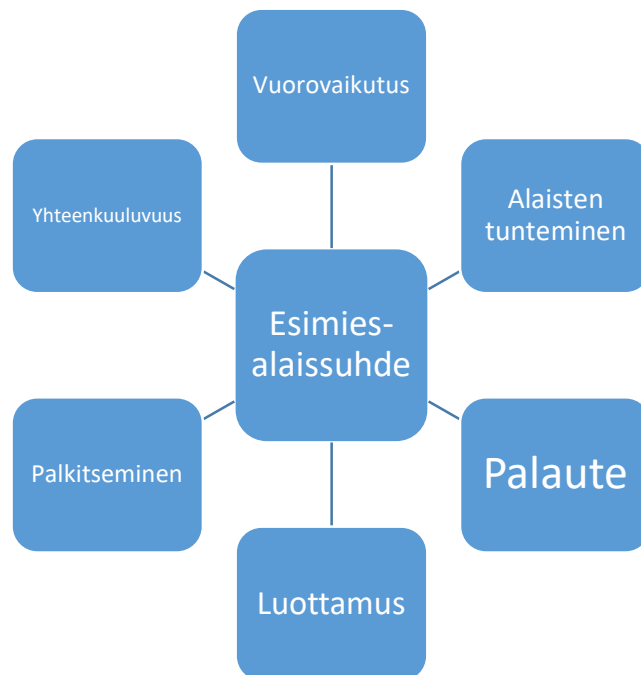 Vuorovaikutus
Yhteenkuuluvuus
Alaisten
tunteminen
Esimies-
alaissuhde
Palkitseminen
Palaute
Luottamus